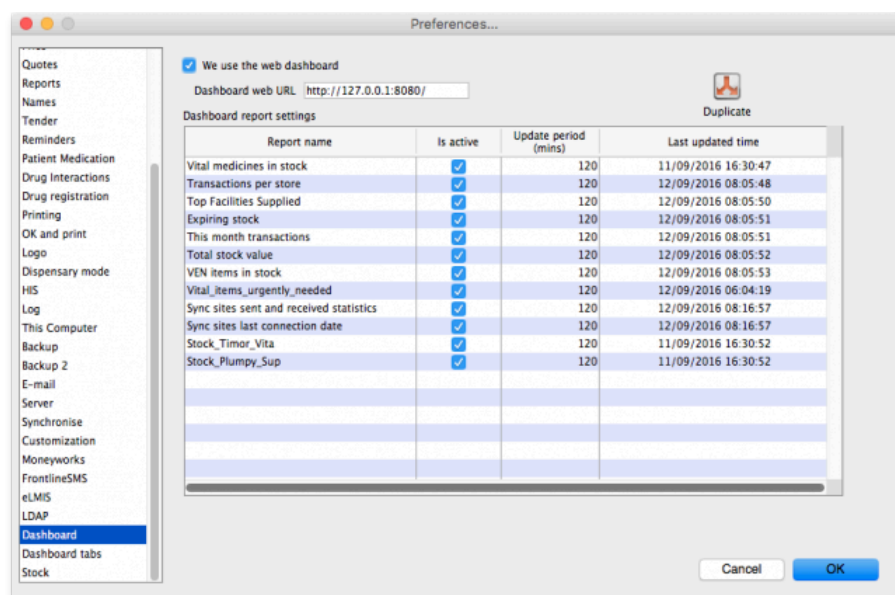 Preferences...
Quotes
Reports
Names
Tender
Reminders
Patient Medication
Drug Interactions
Drug registration
Printing
OK and print
Logo
Dispensary mode
HIS
Log
This Computer
Backup
Backup 2
E-mail
Server
Synchronise
Customization
Moneyworks
FrontlineSMS
eLMIS
LDAP
Dashboard
Dashboard tabs
Stock
We use the web dashboard
Dashboard web URL http://127.0.0.1:8080/
Duplicate
Dashboard report settings
Report name Is active Update period (mins) Last updated time
Vital medicines in stock 120 11/09/2016 16:30:47
Transactions per store 120 12/09/2016 08:05:48
Top Facilities Supplied 120 12/09/2016 08:05:50
Expiring stock 120 12/09/2016 08:05:51
This month transactions 120 12/09/2016 08:05:51
Total stock value 120 12/09/2016 08:05:52
VEN items in stock 120 12/09/2016 08:05:53
Vital_items_urgently_needed 120 12/09/2016 06:04:19
Sync sites sent and received statistics 120 12/09/2016 08:16:57
Sync sites last connection date 120 12/09/2016 08:16:57
Stock_Timor_Vita 120 11/09/2016 16:30:52
Stock_Plumpy_Sup 120 11/09/2016 16:30:52
Cancel OK